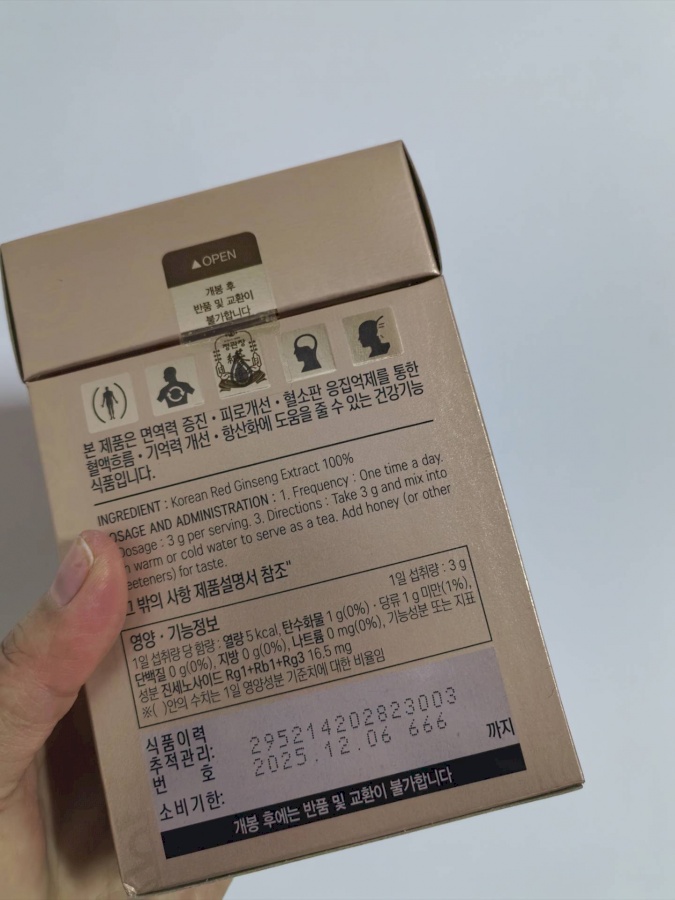 ▲OPEN
개봉 후
반품 및 교환이
불가합니다
정관장
본 제품은 면역력 증진 • 피로개선 • 혈소판 응집억제를 통한
혈액흐름 • 기억력 개선 • 항산화에 도움을 줄 수 있는 건강기능
식품입니다.
INGREDIENT : Korean Red Ginseng Extract 100%
OSAGE AND ADMINISTRATION : 1. Frequency : One time a day.
Dosage : 3 g per serving. 3. Directions : Take 3 g and mix into
warm or cold water to serve as a tea. Add honey (or other
eeteners) for taste.
밖의 사항 제품설명서 참조"
영양 • 기능정보
1일 섭취량 : 3 g
1일 섭취량 당 함량 : 열량 5 kcal, 탄수화물 1 g(0%) • 당류 1 g 미만(1%),
단백질 0 g(0%), 지방 0 g(0%), 나트륨 0 mg(0%), 기능성분 또는 지표
성분 진세노사이드 Rg1+Rb1+Rg3 16.5 mg
※( )안의 수치는 1일 영양성분 기준치에 대한 비율임
식품이력
추적관리:
번 호
295214202823003
2025.12.06 666
까지
소비기한:
개봉 후에는 반품 및 교환이 불가합니다